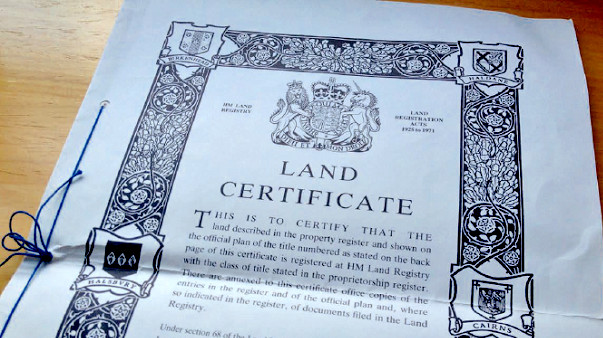 BIRKENHEAD
HALDANE
HM LAND
REGISTRY
LAND
REGISTRATION
ACTS
1925 to 1971
LAND
CERTIFICATE
THIS IS TO CERTIFY THAT THE
land described in the property register and shown on
the official plan of the title numbered as stated on the back
page of this certificate is registered at HM Land Registry
with the class of title stated in the proprietorship register.
There are annexed to this certificate office copies of the
entries in the register and of the official plan and, where
so indicated in the register, of documents filed in the Land
Registry.
HALSBURY
CAIRNS
Under section 68 of the